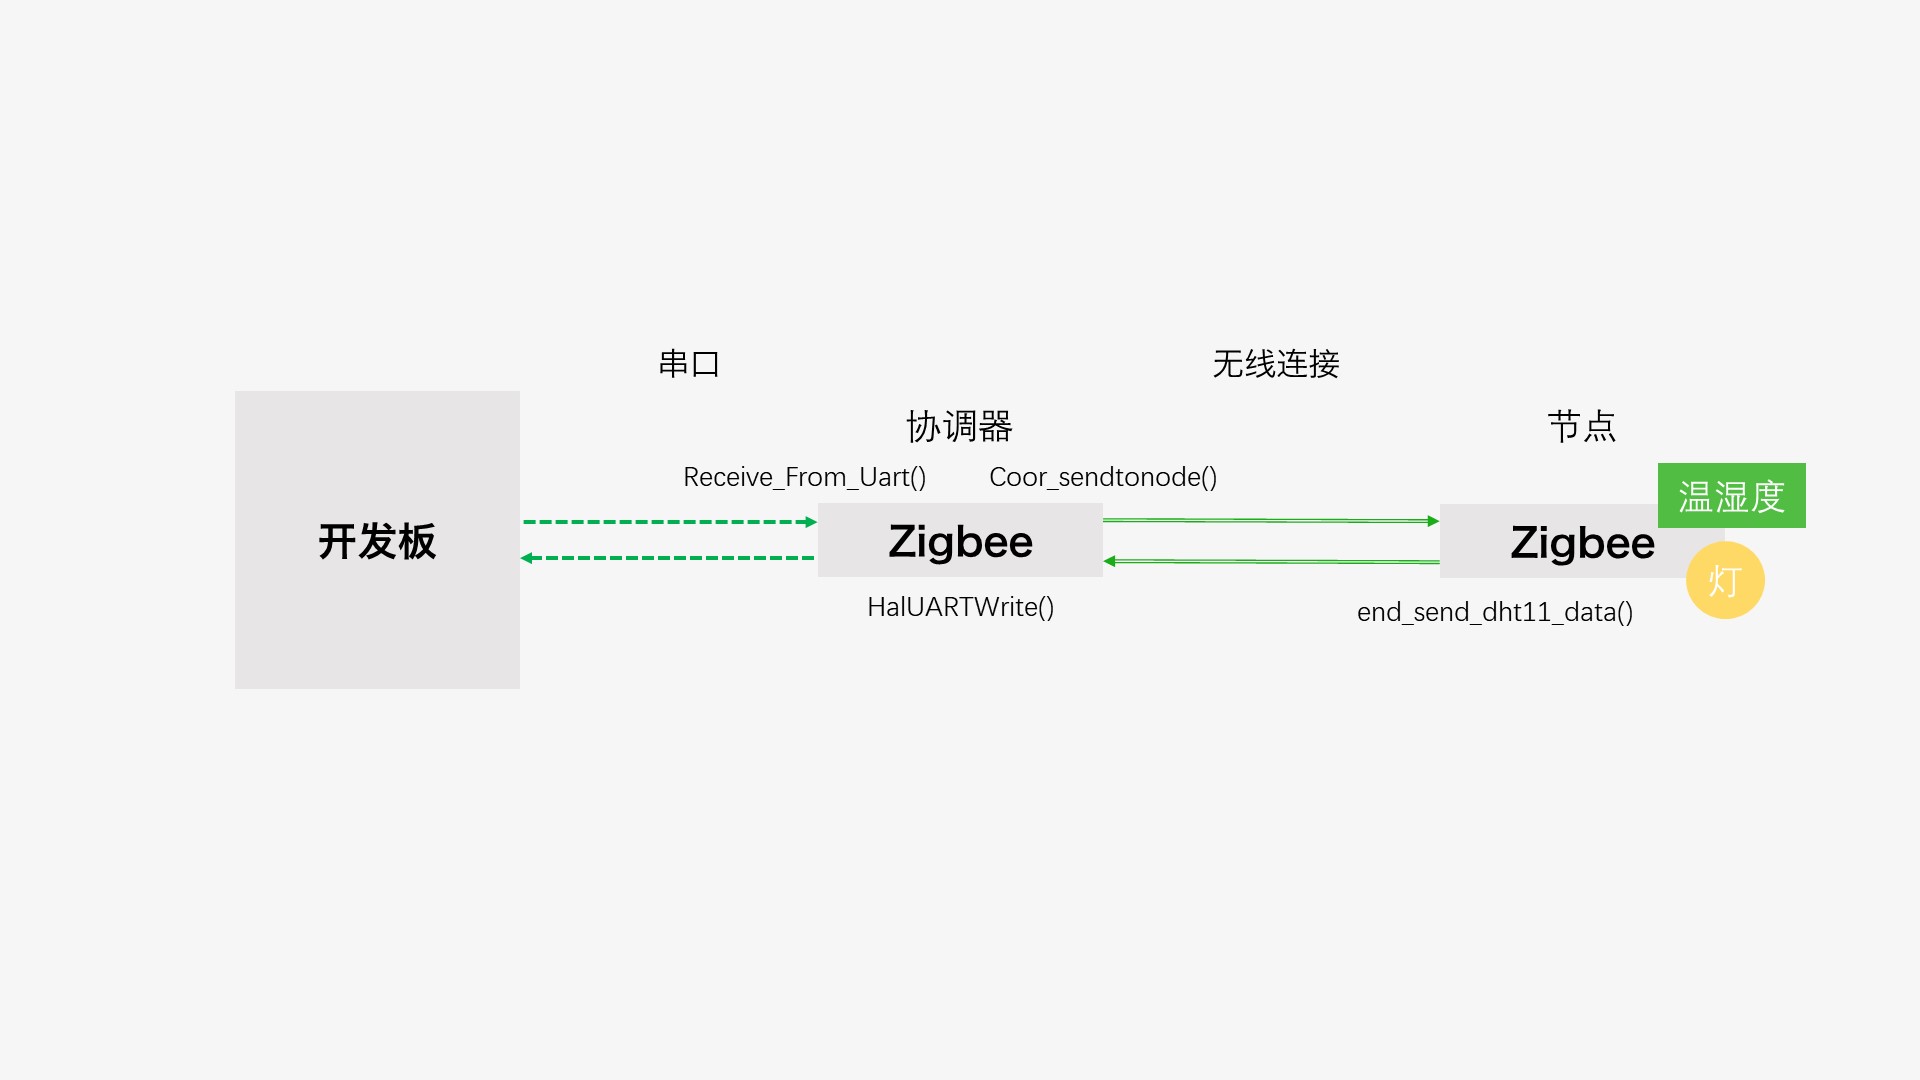 串口
无线连接
协调器
节点
Receive_From_Uart()
Coor_sendtonode()
温湿度
开发板
Zigbee
Zigbee
灯
HalUARTWrite()
end_send_dht11_data()